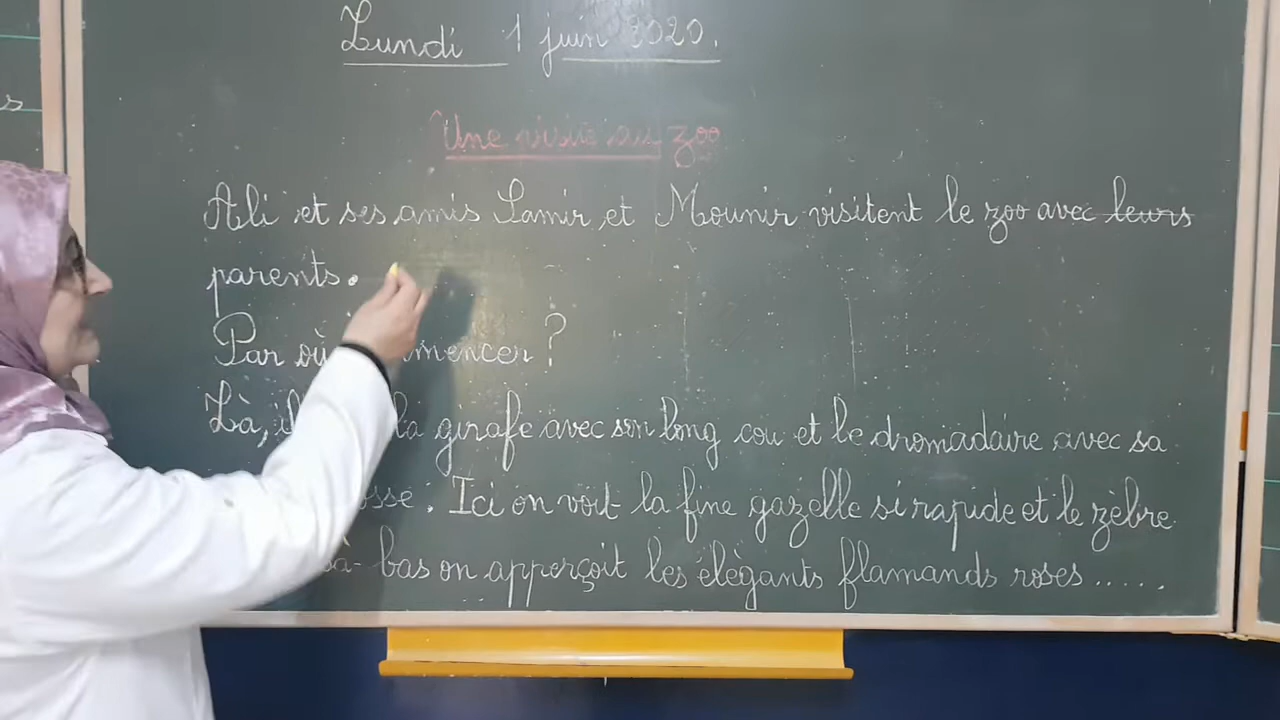 Lundi 1 juin 2020.
Une visite au zoo
Ali et ses amis Samir et Mounir visitent le zoo avec leurs
parents.
Par où ?
Là, la girafe avec son long cou et le dromadaire avec sa
Ici on voit la fine gazelle si rapide et le zèbre
bas on apperçoit les élègants flamands roses.....